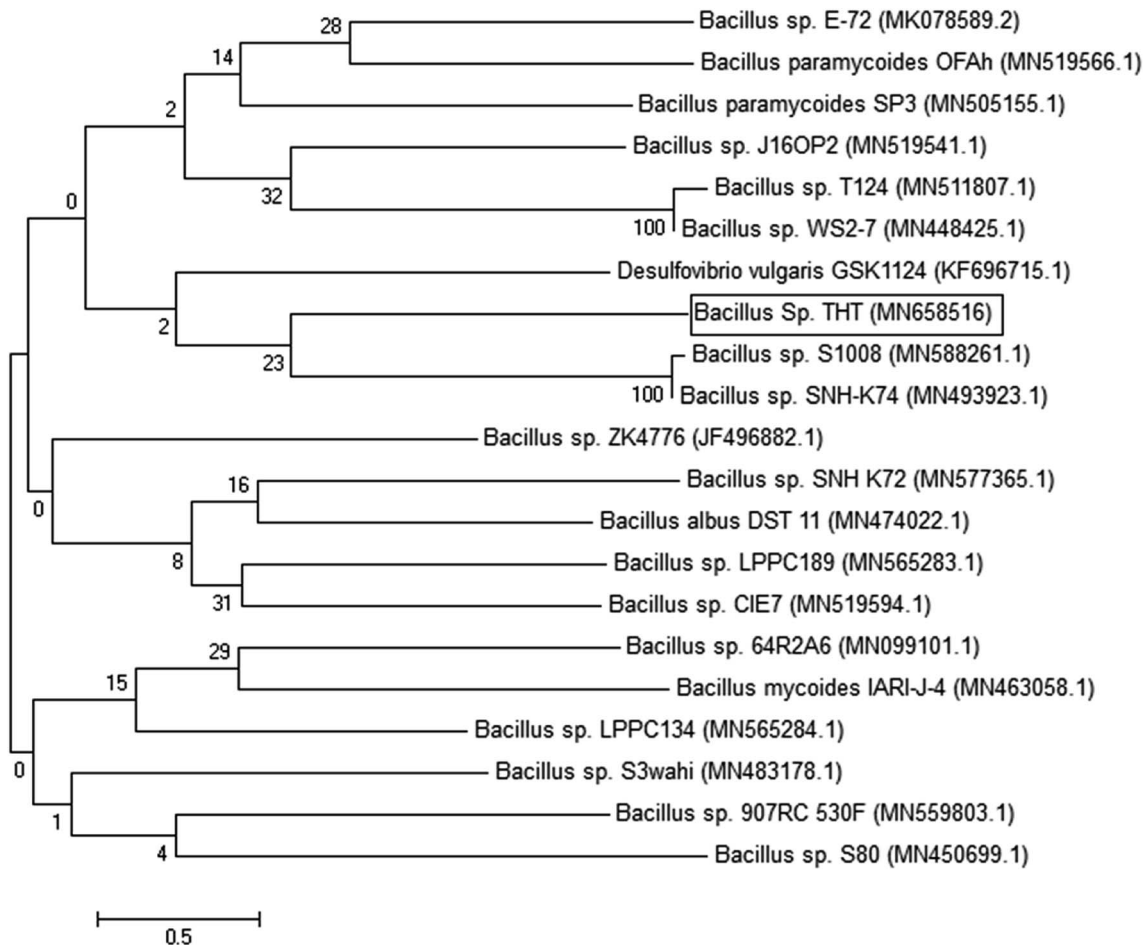 28
Bacillus sp. E-72 (MK078589.2)
14
Bacillus paramycoides OFAh (MN519566.1)
2
Bacillus paramycoides SP3 (MN505155.1)
Bacillus sp. J16OP2 (MN519541.1)
0
32
Bacillus sp. T124 (MN511807.1)
100
Bacillus sp. WS2-7 (MN448425.1)
Desulfovibrio vulgaris GSK1124 (KF696715.1)
2
Bacillus Sp. THT (MN658516)
23
Bacillus sp. S1008 (MN588261.1)
100
Bacillus sp. SNH-K74 (MN493923.1)
Bacillus sp. ZK4776 (JF496882.1)
0
16
Bacillus sp. SNH K72 (MN577365.1)
Bacillus albus DST 11 (MN474022.1)
8
Bacillus sp. LPPC189 (MN565283.1)
31
Bacillus sp. CIE7 (MN519594.1)
29
Bacillus sp. 64R2A6 (MN099101.1)
15
Bacillus mycoides IARI-J-4 (MN463058.1)
Bacillus sp. LPPC134 (MN565284.1)
0
Bacillus sp. S3wahi (MN483178.1)
1
Bacillus sp. 907RC 530F (MN559803.1)
4
Bacillus sp. S80 (MN450699.1)
0.5